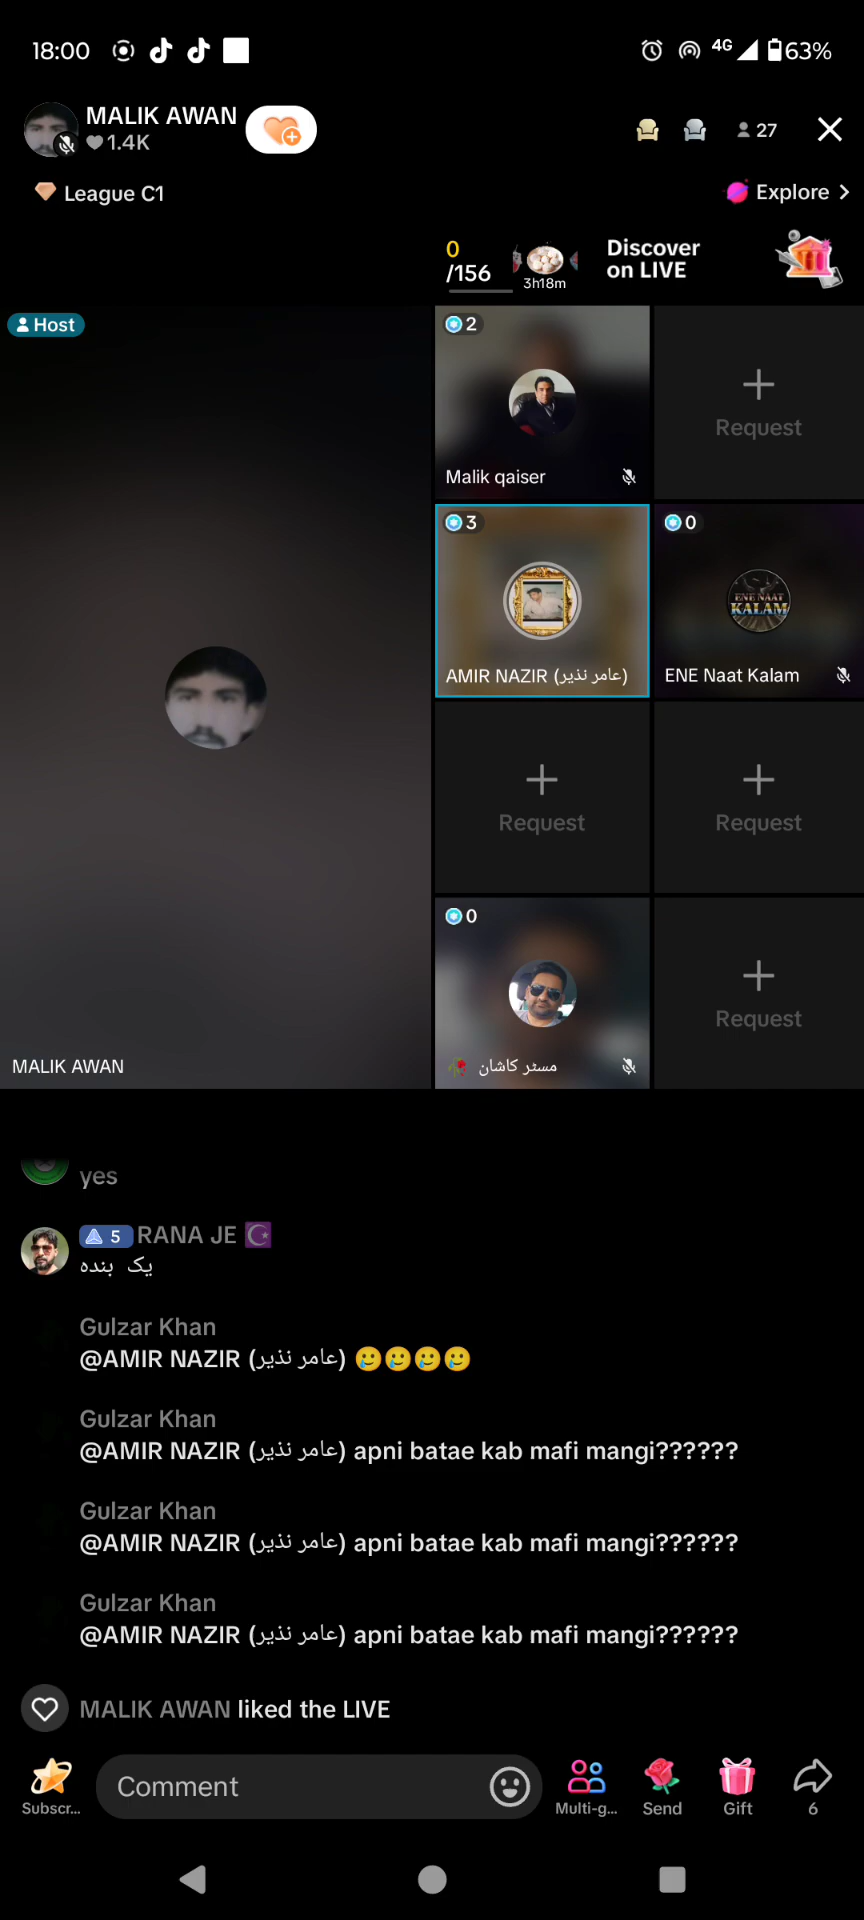 18:00
4G
63%
MALIK AWAN
1.4K
27
League C1
Explore
0
/156
3h18m
Discover
on LIVE
Host
2
Malik qaiser
Request
3
AMIR NAZIR (عامر نذیر)
0
ENE NAAT
KALAM
ENE Naat Kalam
Request
Request
0
مسٹر کاشان
Request
MALIK AWAN
yes
5 RANA JE
یک بندہ
Gulzar Khan
@AMIR NAZIR (عامر نذیر) 🥲🥲🥲🥲
Gulzar Khan
@AMIR NAZIR (عامر نذیر) apni batae kab mafi mangi??????
Gulzar Khan
@AMIR NAZIR (عامر نذیر) apni batae kab mafi mangi??????
Gulzar Khan
@AMIR NAZIR (عامر نذیر) apni batae kab mafi mangi??????
MALIK AWAN liked the LIVE
Comment
Subscr...
Multi-g...
Send
Gift
6